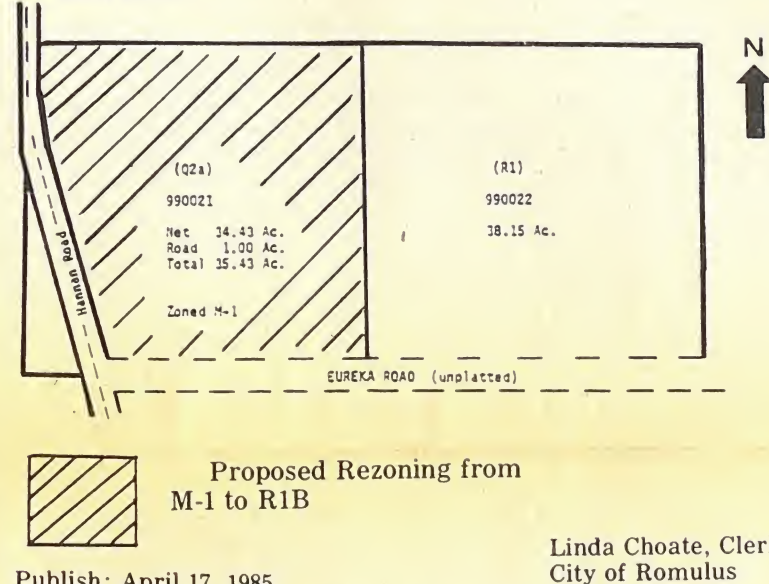 N
(Q2a)
990021
Net 34.43 Ac.
Road 1.00 Ac.
Total 35.43 Ac.
Zoned M-1
(R1)
990022
38.15 Ac.
Hannan Road
EUREKA ROAD (unplatted)
Proposed Rezoning from
M-1 to R1B
Linda Choate, Cler
City of Romulus
Publish: April 17, 1985